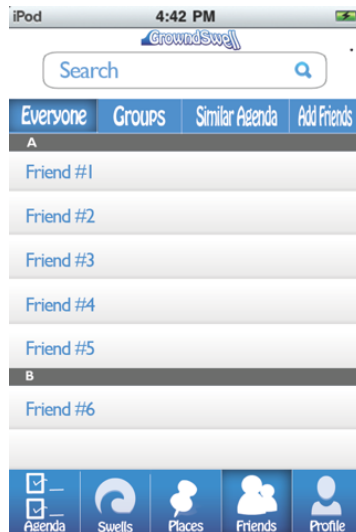 iPod 4:42 PM
GrowndSwell
Search
Everyone Groups Similar Agenda Add Friends
A
Friend #1
Friend #2
Friend #3
Friend #4
Friend #5
B
Friend #6
Agenda Swells Places Friends Profile